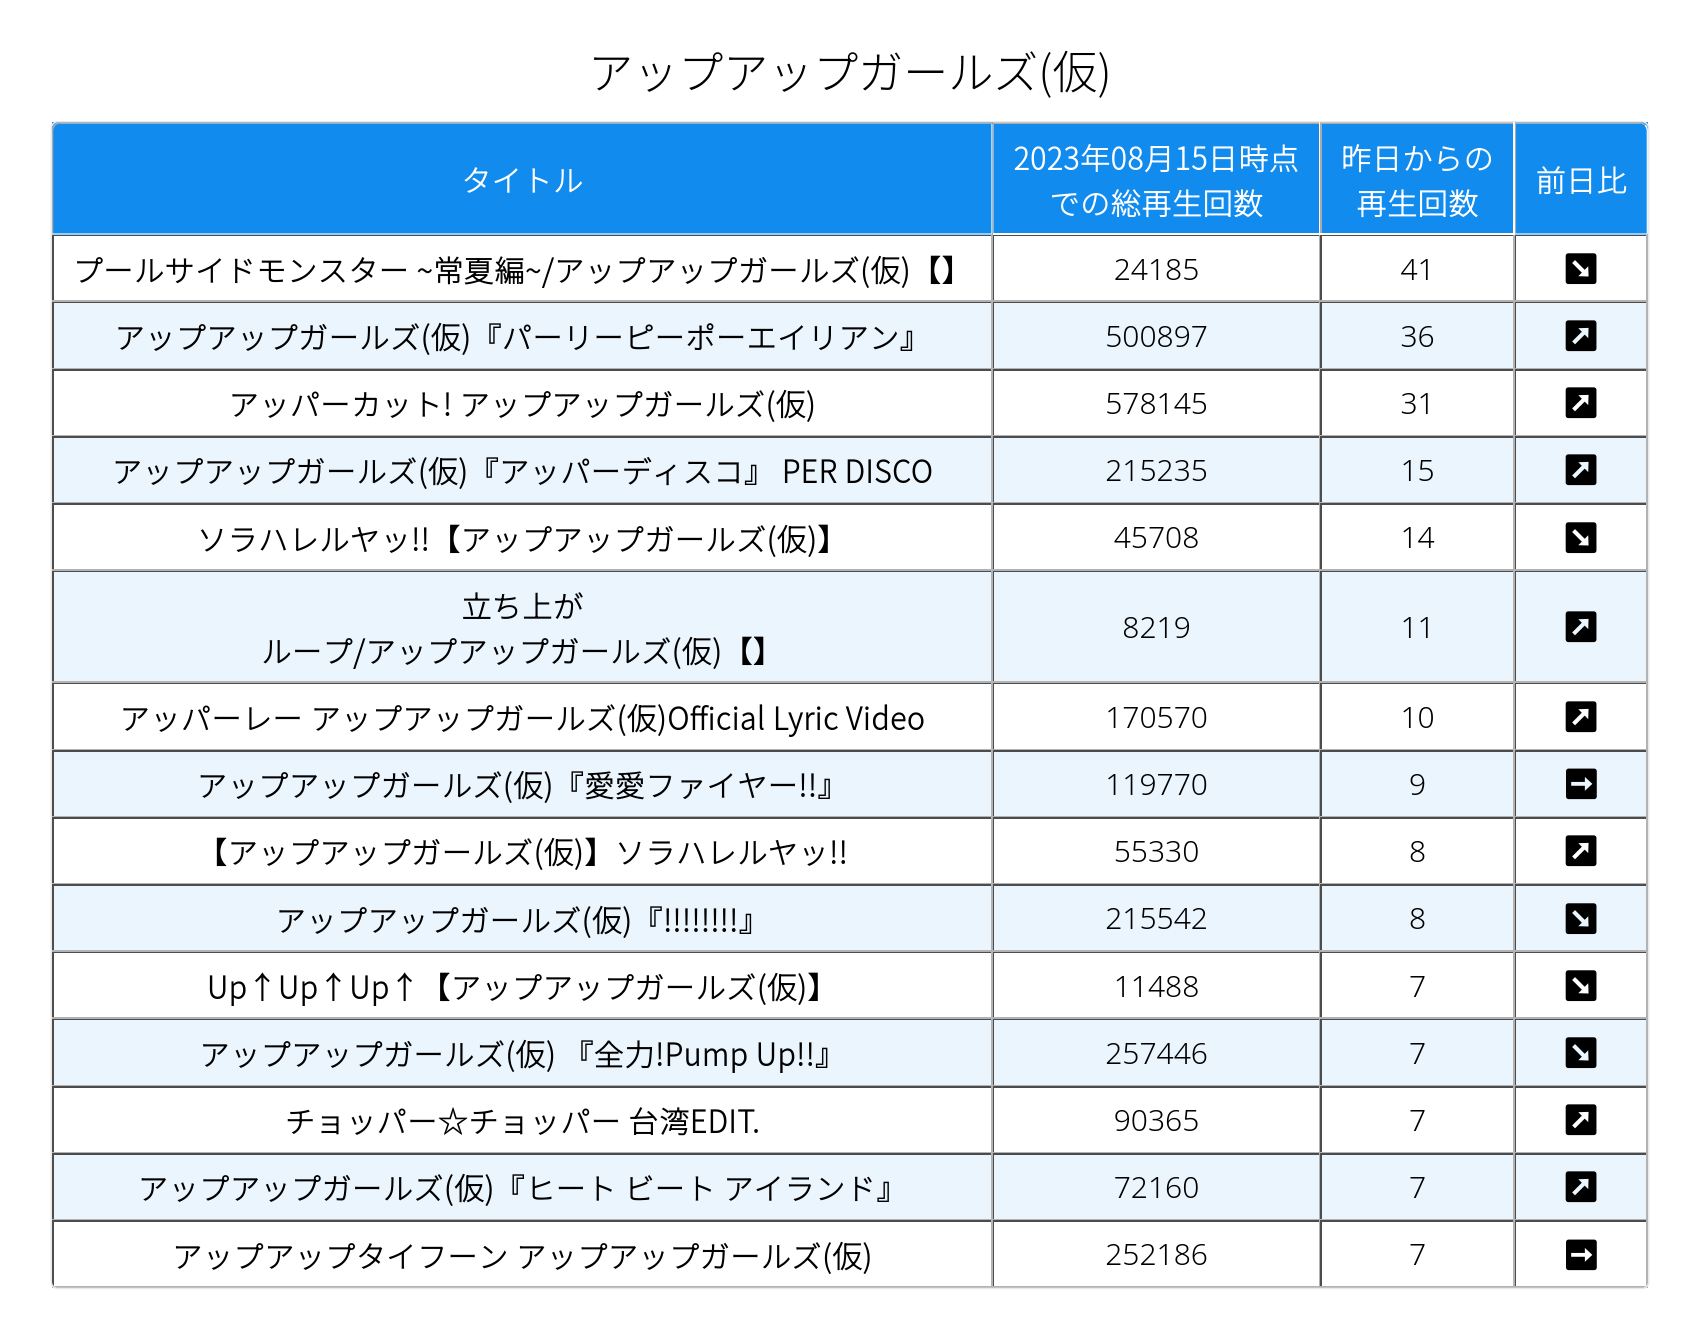 アップアップガールズ(仮)
タイトル 2023年08月15日時点での総再生回数 昨日からの再生回数 前日比
プールサイドモンスター ~常夏編~/アップアップガールズ(仮)【】 24185 41 ↘
アップアップガールズ(仮)『パーリーピーポーエイリアン』 500897 36 ↗
アッパーカット! アップアップガールズ(仮) 578145 31 ↗
アップアップガールズ(仮)『アッパーディスコ』 PER DISCO 215235 15 ↗
ソラハレルヤッ!!【アップアップガールズ(仮)】 45708 14 ↘
立ち上が
ループ/アップアップガールズ(仮)【】 8219 11 ↗
アッパーレー アップアップガールズ(仮)Official Lyric Video 170570 10 ↗
アップアップガールズ(仮)『愛愛ファイヤー!!』 119770 9 →
【アップアップガールズ(仮)】ソラハレルヤッ!! 55330 8 ↗
アップアップガールズ(仮)『!!!!!!!!』 215542 8 ↘
Up↑Up↑Up↑【アップアップガールズ(仮)】 11488 7 ↘
アップアップガールズ(仮) 『全力!Pump Up!!』 257446 7 ↘
チョッパー☆チョッパー 台湾EDIT. 90365 7 ↗
アップアップガールズ(仮)『ヒート ビート アイランド』 72160 7 ↗
アップアップタイフーン アップアップガールズ(仮) 252186 7 →